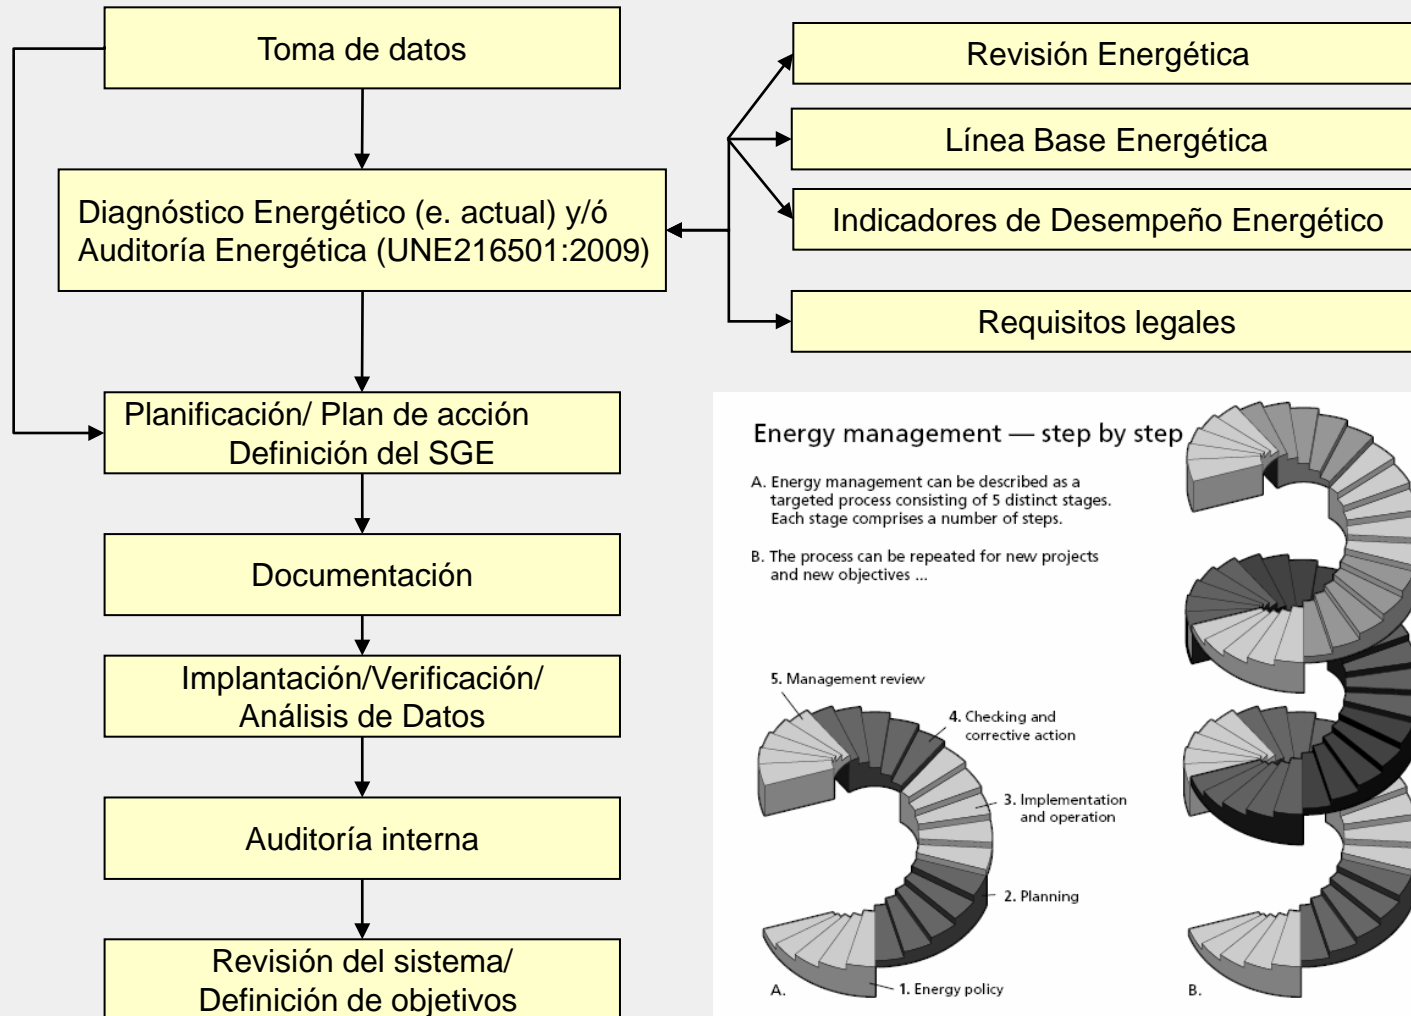 Toma de datos
Diagnóstico Energético (e. actual) y/ó
Auditoría Energética (UNE216501:2009)
Planificación/ Plan de acción
Definición del SGE
Documentación
Implantación/Verificación/
Análisis de Datos
Auditoría interna
Revisión del sistema/
Definición de objetivos
Revisión Energética
Línea Base Energética
Indicadores de Desempeño Energético
Requisitos legales
Energy management — step by step
A. Energy management can be described as a
targeted process consisting of 5 distinct stages.
Each stage comprises a number of steps.
B. The process can be repeated for new projects
and new objectives ...
5. Management review
4. Checking and
corrective action
3. Implementation
and operation
2. Planning
1. Energy policy
A.
B.